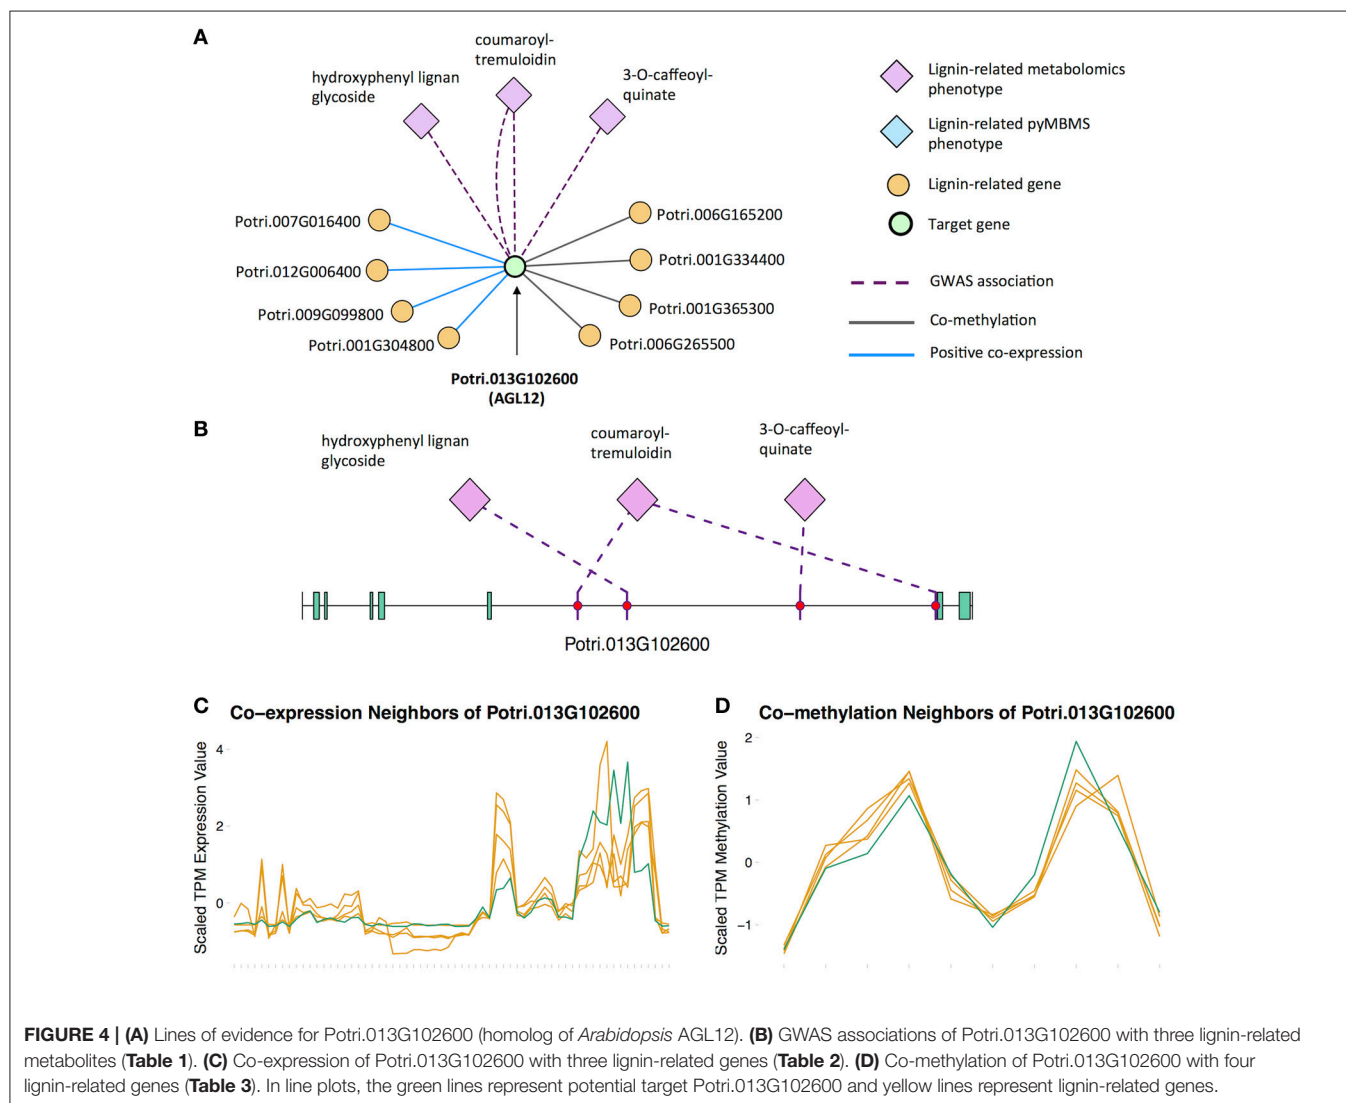 A
coumaroyl-
tremuloidin
hydroxyphenyl lignan
glycoside
3-O-caffeoyl-
quinate
Lignin-related metabolomics
phenotype
Lignin-related pyMBMS
phenotype
Lignin-related gene
Target gene
GWAS association
Co-methylation
Positive co-expression
Potri.007G016400
Potri.012G006400
Potri.009G099800
Potri.001G304800
Potri.006G165200
Potri.001G334400
Potri.001G365300
Potri.006G265500
Potri.013G102600
(AGL12)
B
hydroxyphenyl lignan
glycoside
coumaroyl-
tremuloidin
3-O-caffeoyl-
quinate
Potri.013G102600
C
Co–expression Neighbors of Potri.013G102600
Scaled TPM Expression Value
4
2
0
D
Co–methylation Neighbors of Potri.013G102600
Scaled TPM Methylation Value
2
1
0
−1
FIGURE 4 | (A) Lines of evidence for Potri.013G102600 (homolog of Arabidopsis AGL12). (B) GWAS associations of Potri.013G102600 with three lignin-related
metabolites (Table 1). (C) Co-expression of Potri.013G102600 with three lignin-related genes (Table 2). (D) Co-methylation of Potri.013G102600 with four
lignin-related genes (Table 3). In line plots, the green lines represent potential target Potri.013G102600 and yellow lines represent lignin-related genes.